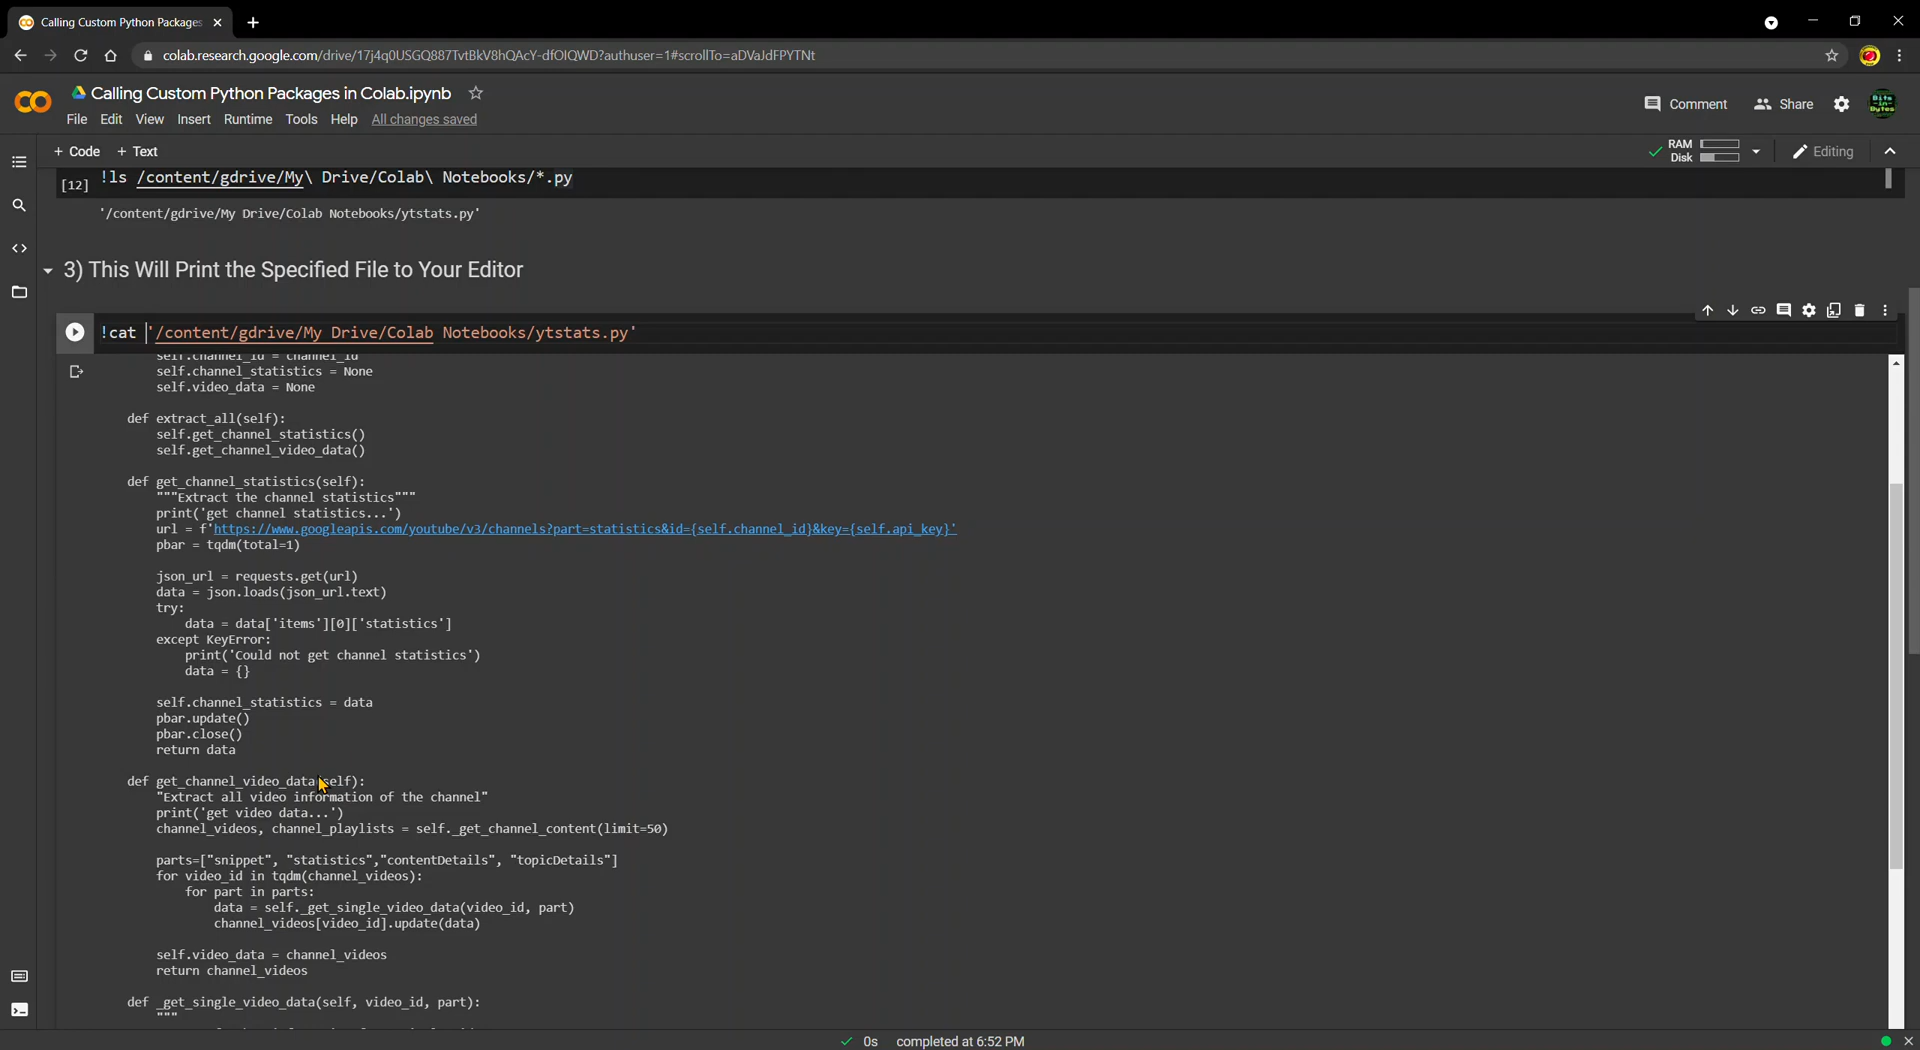 Calling Custom Python Packages
colab.research.google.com/drive/17j4q0USGQ887TvtBkV8hQAcY-dfOIQWD?authuser=1#scrollTo=aDVaJdFPYTNt
Calling Custom Python Packages in Colab.ipynb
Comment
Share
Bits
-in-
Bytes
File Edit View Insert Runtime Tools Help All changes saved
+ Code + Text
RAM
Disk
Editing
[12] !ls /content/gdrive/My\ Drive/Colab\ Notebooks/*.py
'/content/gdrive/My Drive/Colab Notebooks/ytstats.py'
3) This Will Print the Specified File to Your Editor
!cat '/content/gdrive/My Drive/Colab Notebooks/ytstats.py'
self.channel_id = channel_id
self.channel_statistics = None
self.video_data = None
def extract_all(self):
self.get_channel_statistics()
self.get_channel_video_data()
def get_channel_statistics(self):
"""Extract the channel statistics"""
print('get channel statistics...')
url = f'https://www.googleapis.com/youtube/v3/channels?part=statistics&id={self.channel_id}&key={self.api_key}'
pbar = tqdm(total=1)
json_url = requests.get(url)
data = json.loads(json_url.text)
try:
data = data['items'][0]['statistics']
except KeyError:
print('Could not get channel statistics')
data = {}
self.channel_statistics = data
pbar.update()
pbar.close()
return data
def get_channel_video_data(self):
"Extract all video information of the channel"
print('get video data...')
channel_videos, channel_playlists = self._get_channel_content(limit=50)
parts=["snippet", "statistics","contentDetails", "topicDetails"]
for video_id in tqdm(channel_videos):
for part in parts:
data = self._get_single_video_data(video_id, part)
channel_videos[video_id].update(data)
self.video_data = channel_videos
return channel_videos
def _get_single_video_data(self, video_id, part):
"""
0s completed at 6:52 PM